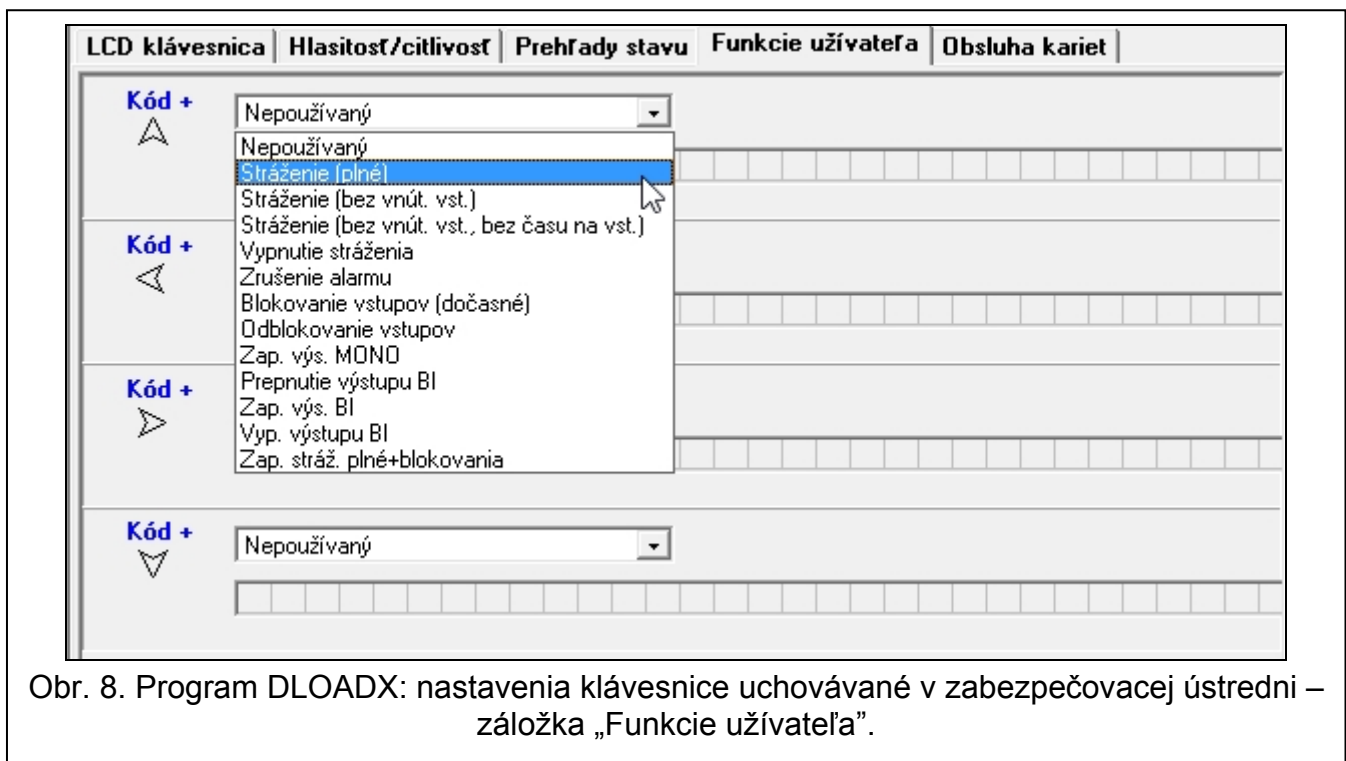 LCD klávesnica Hlasitosť/citlivosť Prehľady stavu Funkcie užívateľa Obsluha kariet
Kód +
Nepoužívaný
Nepoužívaný
Stráženie (plné)
Stráženie (bez vnút. vst.)
Stráženie (bez vnút. vst., bez času na vst.)
Kód +
Vypnutie stráženia
Zrušenie alarmu
Blokovanie vstupov (dočasné)
Odblokovanie vstupov
Zap. výs. MONO
Kód +
Prepnutie výstupu BI
Zap. výs. BI
Vyp. výstupu BI
Zap. stráž. plné+blokovania
Kód +
Nepoužívaný
Obr. 8. Program DLOADX: nastavenia klávesnice uchovávané v zabezpečovacej ústredni –
záložka „Funkcie užívateľa”.